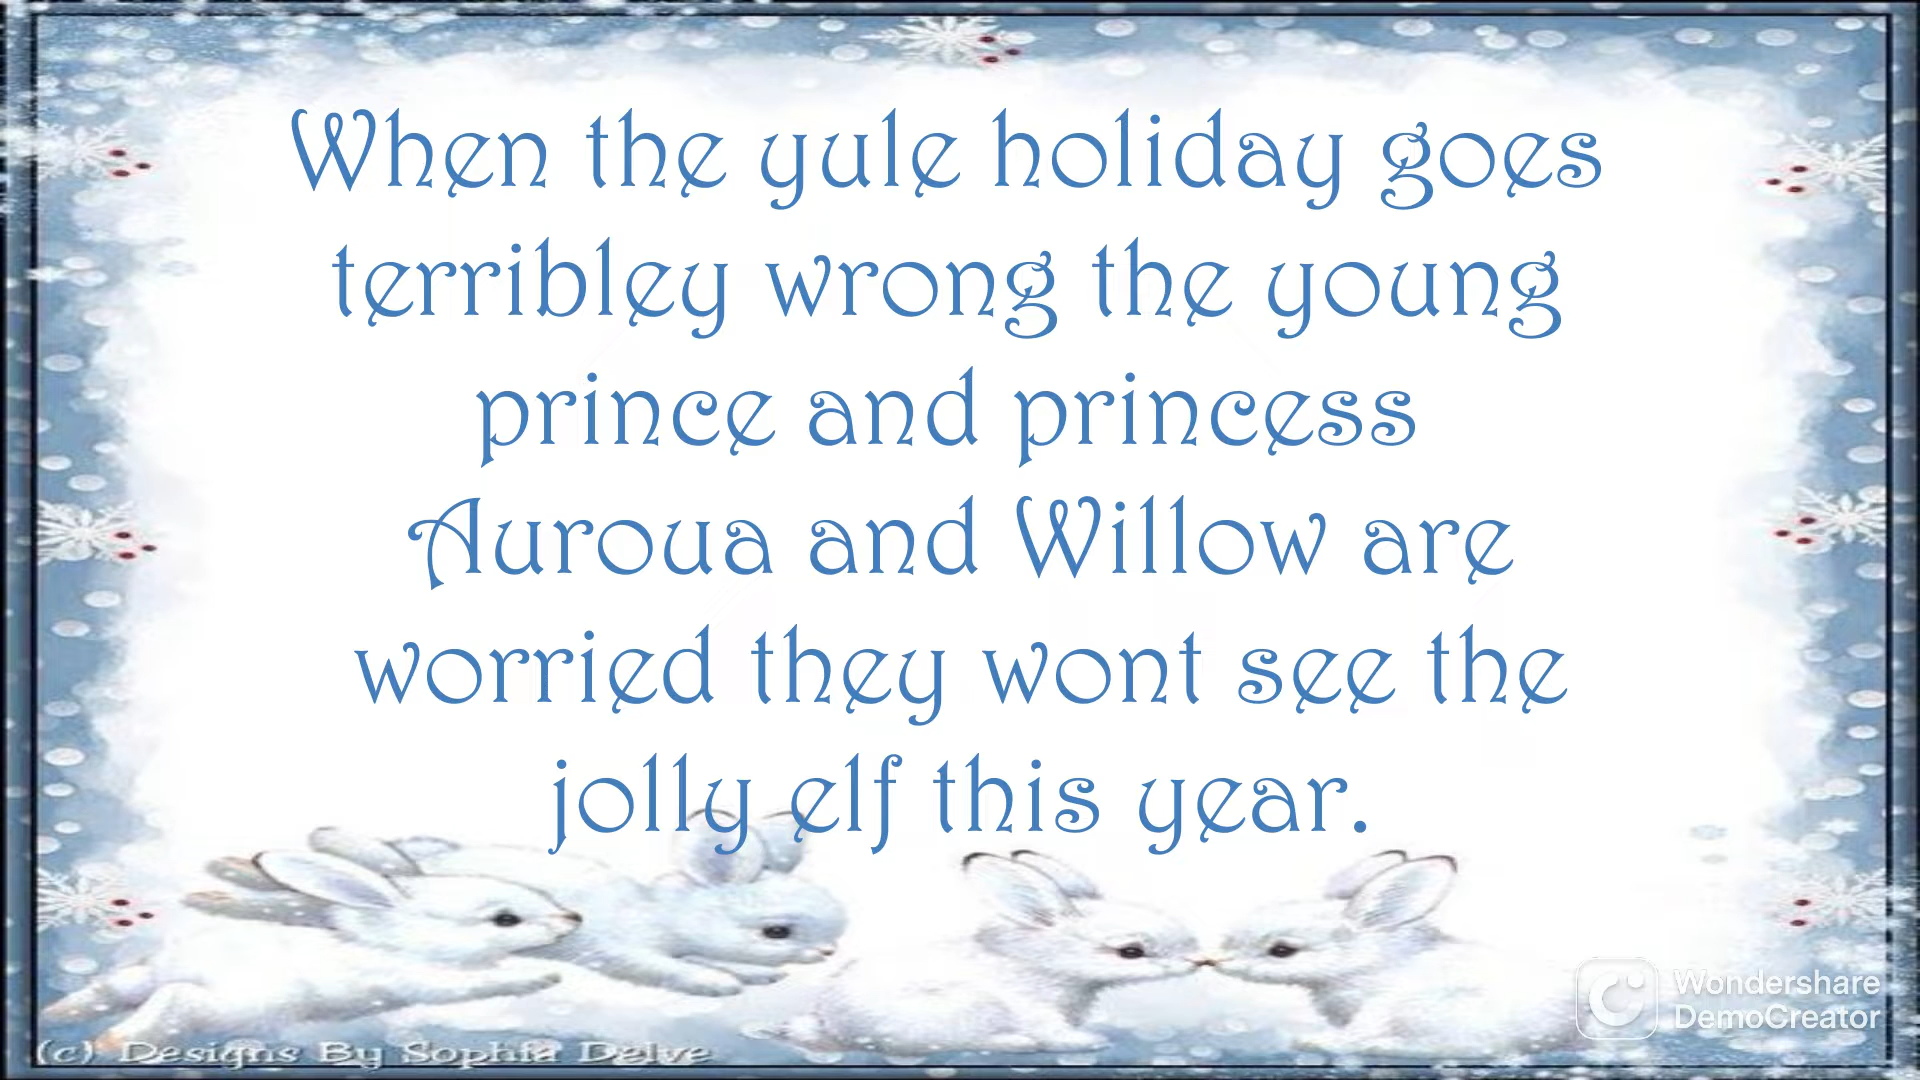 When the yule holiday goes
terribley wrong the young
prince and princess
Auroua and Willow are
worried they wont see the
jolly elf this year.
Wondershare
DemoCreator
(c) Designs By Sophia Delve